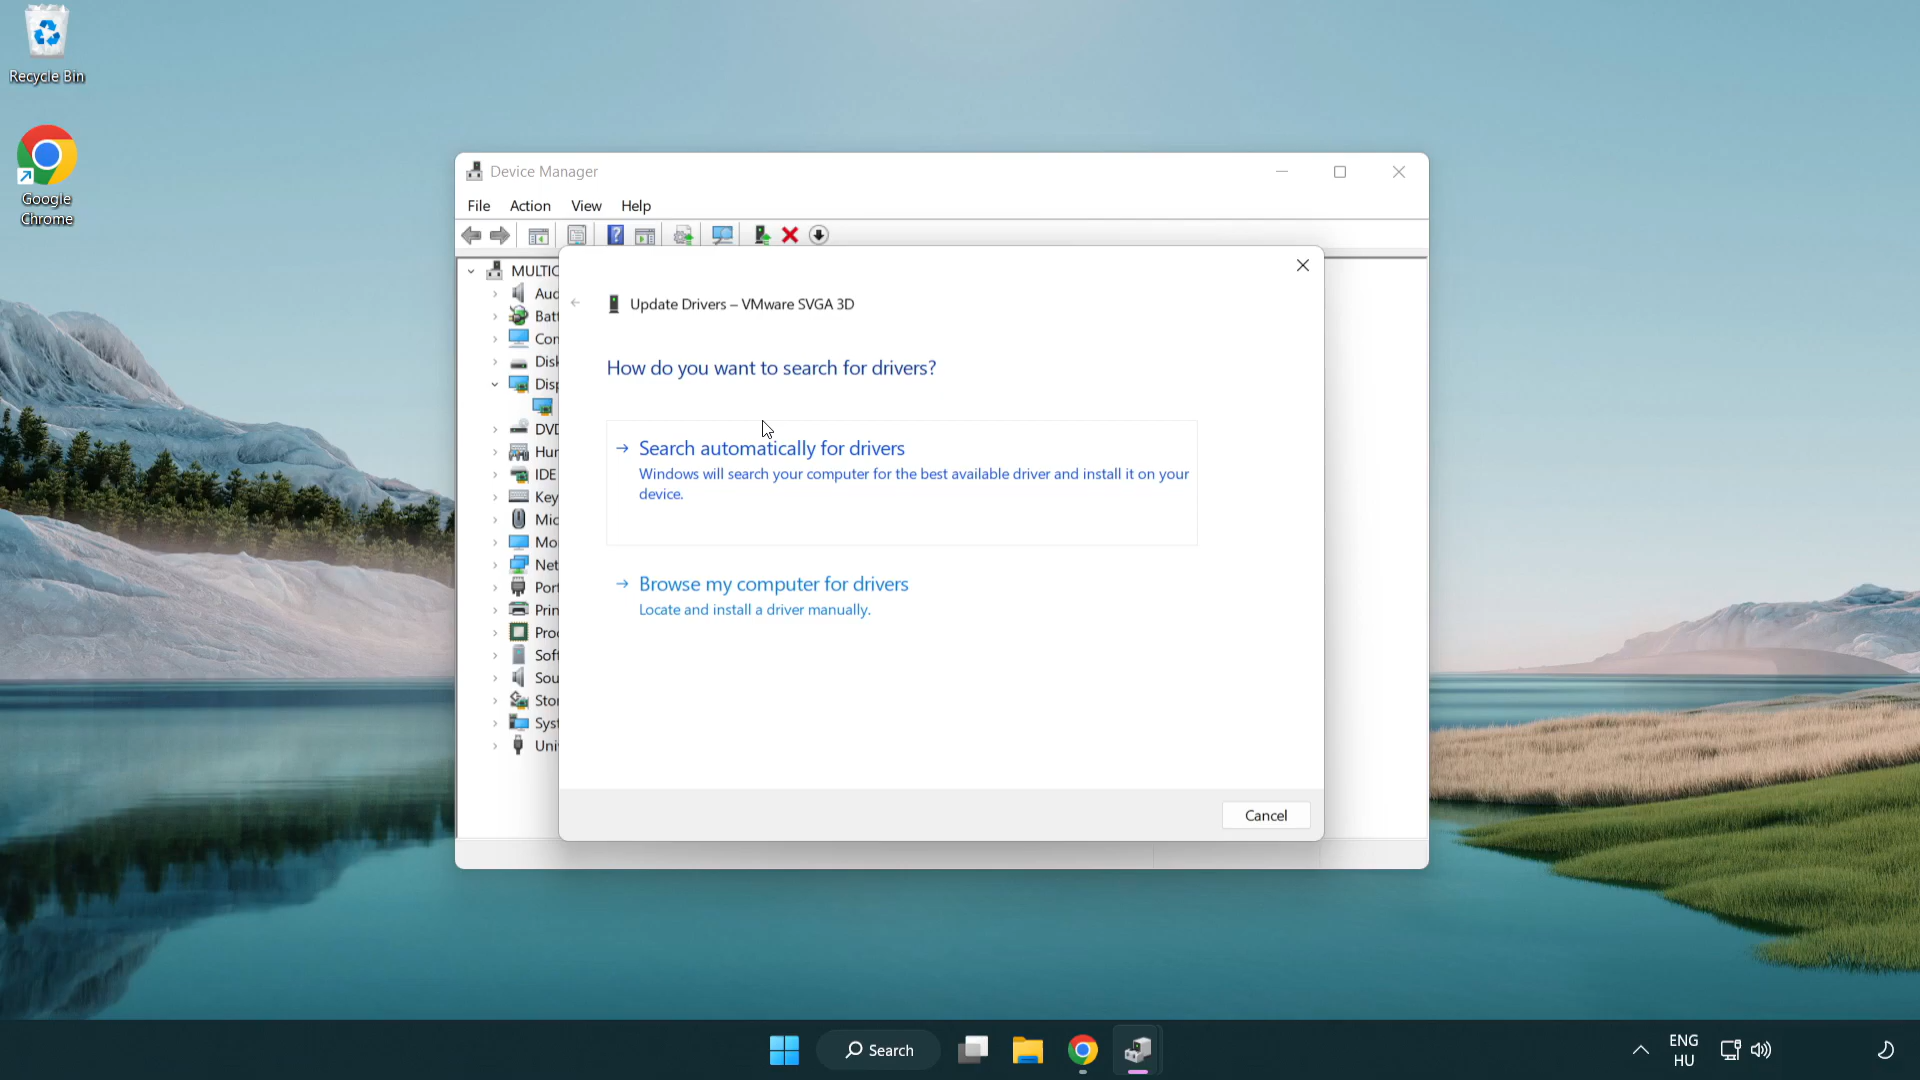 Recycle Bin
Google
Chrome
Device Manager
File Action View Help
Update Drivers – VMware SVGA 3D
How do you want to search for drivers?
Search automatically for drivers
Windows will search your computer for the best available driver and install it on your
device.
Browse my computer for drivers
Locate and install a driver manually.
Cancel
MULTIC
Aud
Batt
Con
Disk
Disp
DVD
Hum
IDE
Key
Mic
Mo
Net
Port
Prin
Proc
Soft
Sou
Stor
Syst
Uni
Search
ENG
HU